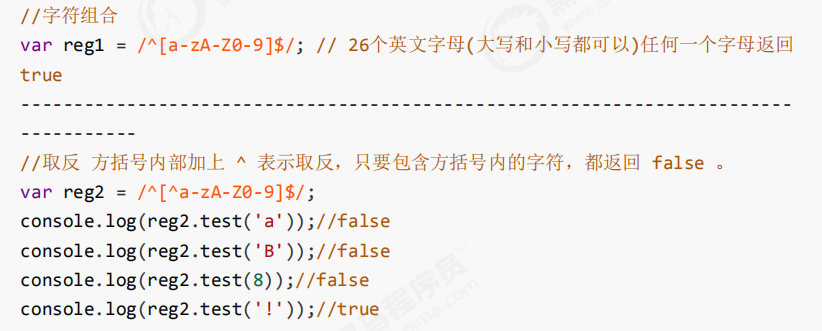 //字符组合
var reg1 = /^[a-zA-Z0-9]$/; // 26个英文字母(大写和小写都可以)任何一个字母返回
true
-------------------------------------------------------------------------
-----------
//取反 方括号内部加上 ^ 表示取反，只要包含方括号内的字符，都返回 false 。
var reg2 = /^[^a-zA-Z0-9]$/;
console.log(reg2.test('a'));//false
console.log(reg2.test('B'));//false
console.log(reg2.test(8));//false
console.log(reg2.test('!'));//true